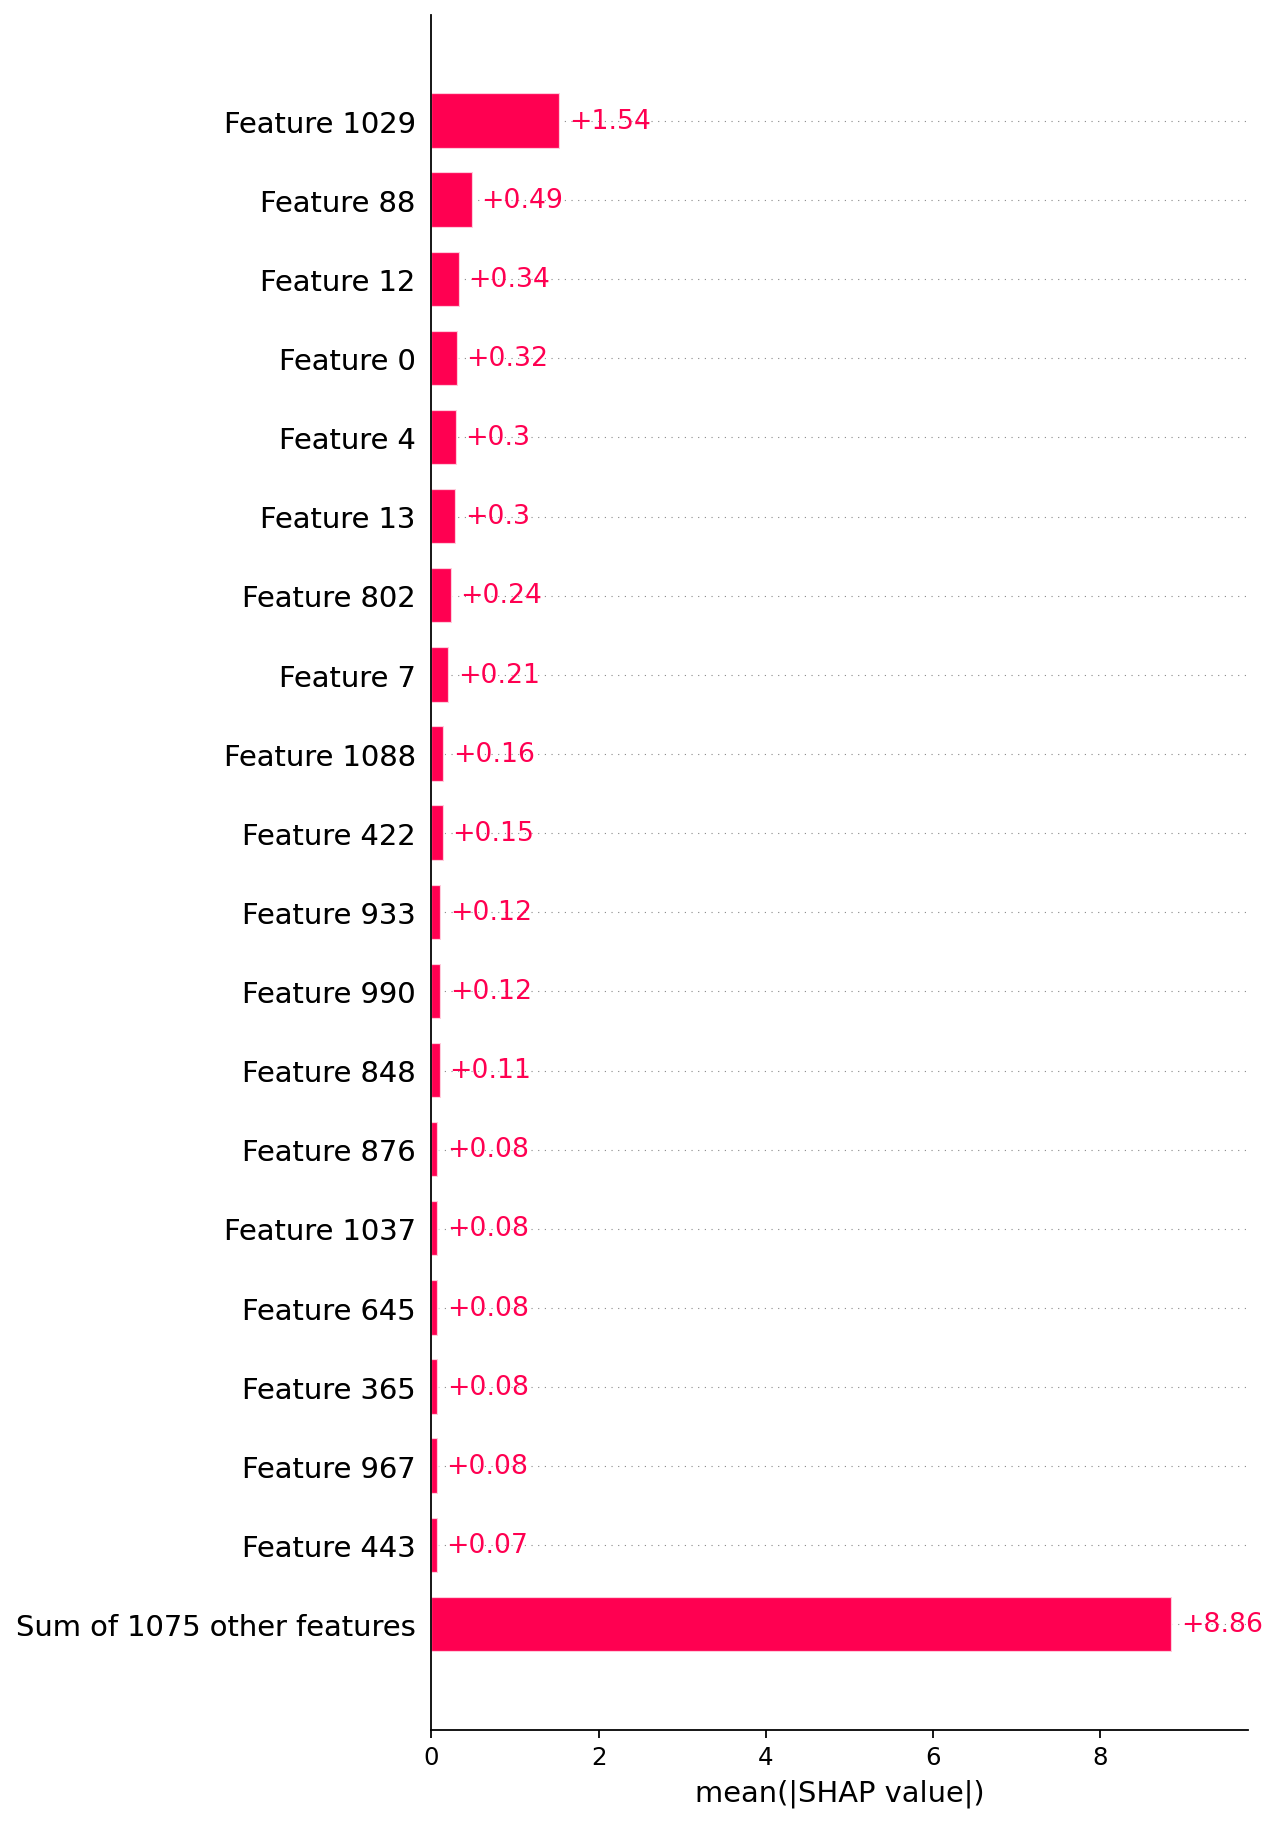 Feature 1029 +1.54
Feature 88 +0.49
Feature 12 +0.34
Feature 0 +0.32
Feature 4 +0.3
Feature 13 +0.3
Feature 802 +0.24
Feature 7 +0.21
Feature 1088 +0.16
Feature 422 +0.15
Feature 933 +0.12
Feature 990 +0.12
Feature 848 +0.11
Feature 876 +0.08
Feature 1037 +0.08
Feature 645 +0.08
Feature 365 +0.08
Feature 967 +0.08
Feature 443 +0.07
Sum of 1075 other features +8.86
0 2 4 6 8
mean(|SHAP value|)